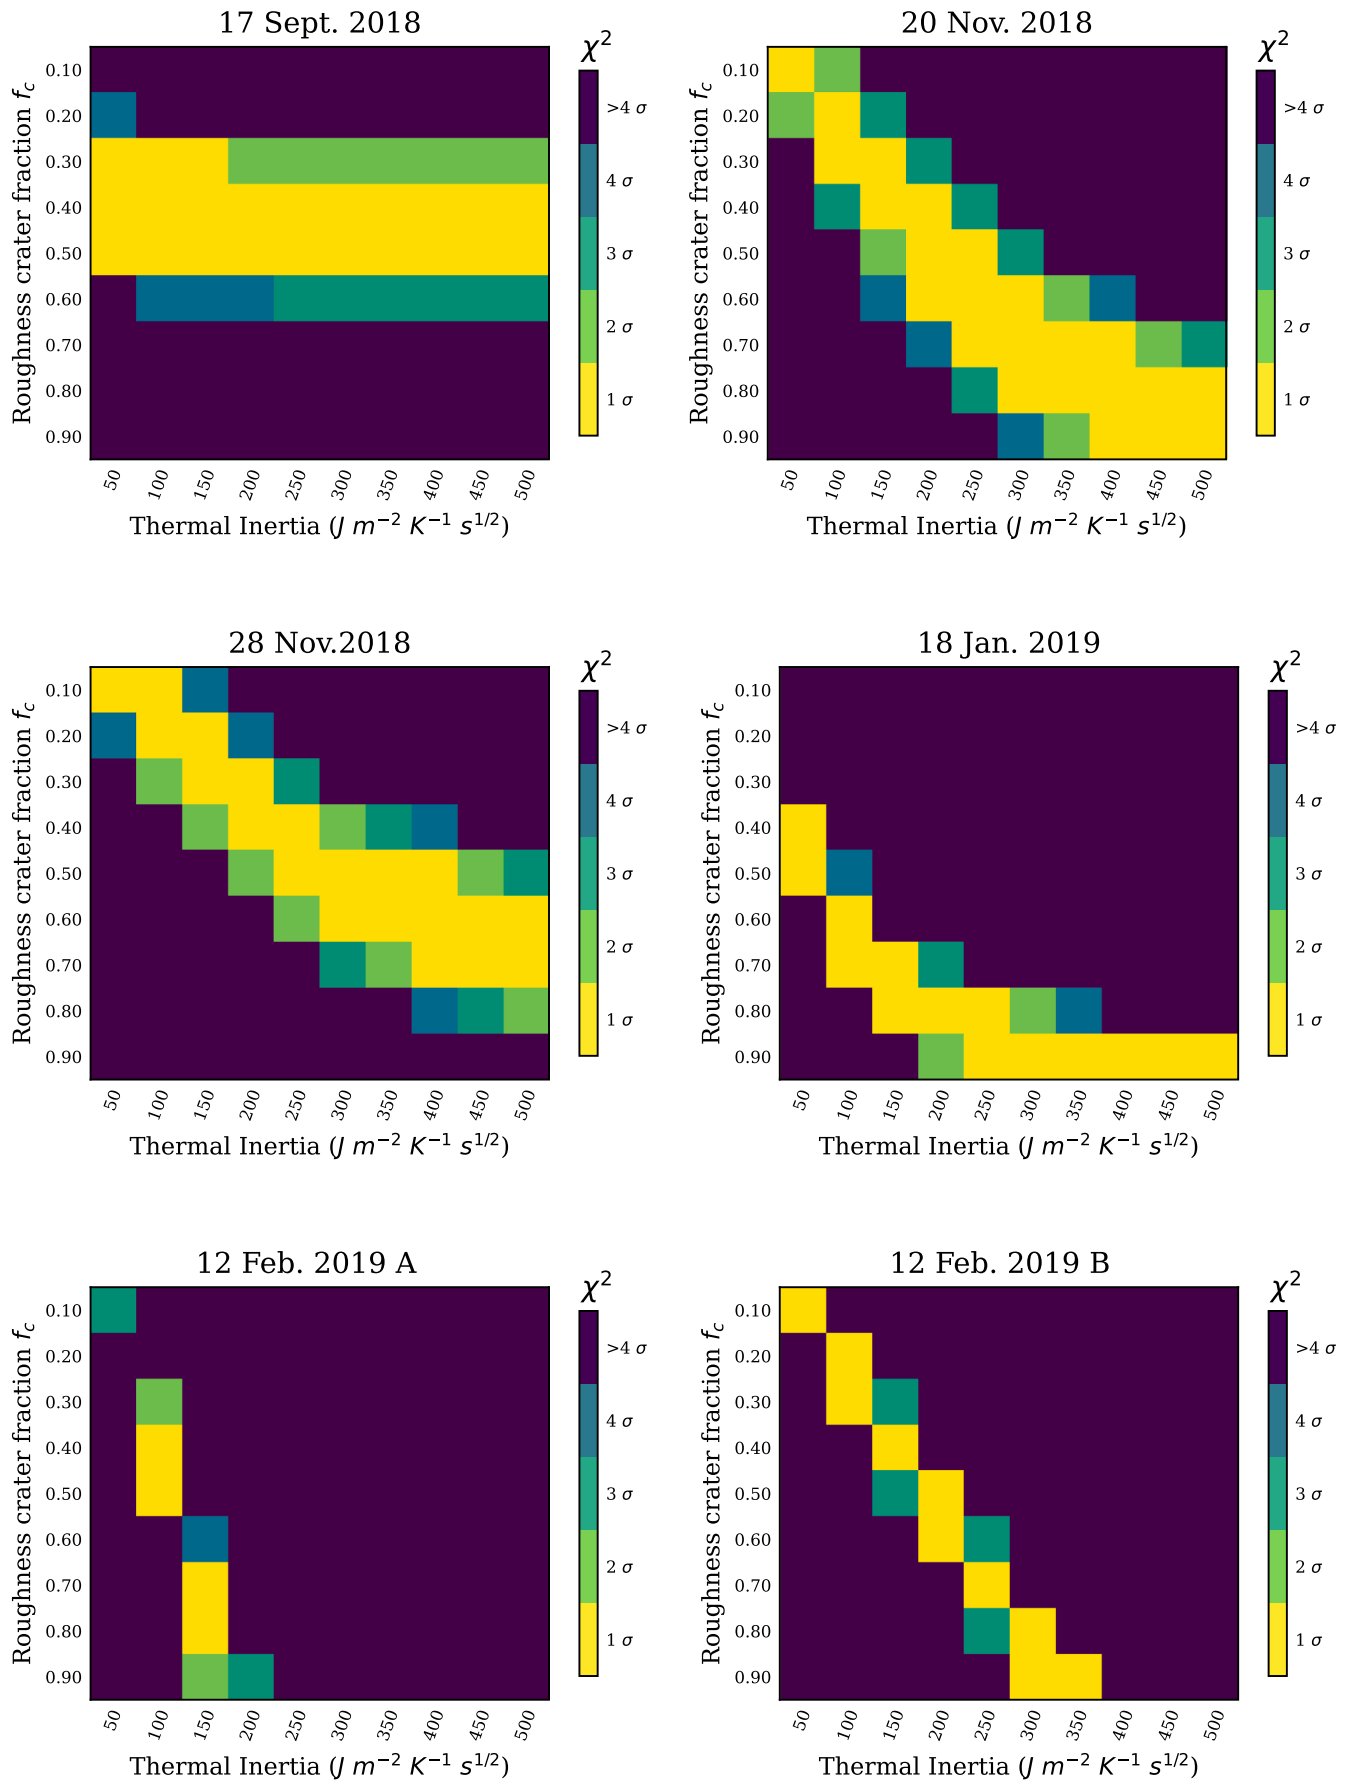 17 Sept. 2018
χ²
Roughness crater fraction f_c
0.10
0.20
0.30
0.40
0.50
0.60
0.70
0.80
0.90
50 100 150 200 250 300 350 400 450 500
Thermal Inertia (J m⁻² K⁻¹ s^{1/2})
>4 σ
4 σ
3 σ
2 σ
1 σ
20 Nov. 2018
χ²
Roughness crater fraction f_c
0.10
0.20
0.30
0.40
0.50
0.60
0.70
0.80
0.90
50 100 150 200 250 300 350 400 450 500
Thermal Inertia (J m⁻² K⁻¹ s^{1/2})
>4 σ
4 σ
3 σ
2 σ
1 σ
28 Nov.2018
χ²
Roughness crater fraction f_c
0.10
0.20
0.30
0.40
0.50
0.60
0.70
0.80
0.90
50 100 150 200 250 300 350 400 450 500
Thermal Inertia (J m⁻² K⁻¹ s^{1/2})
>4 σ
4 σ
3 σ
2 σ
1 σ
18 Jan. 2019
χ²
Roughness crater fraction f_c
0.10
0.20
0.30
0.40
0.50
0.60
0.70
0.80
0.90
50 100 150 200 250 300 350 400 450 500
Thermal Inertia (J m⁻² K⁻¹ s^{1/2})
>4 σ
4 σ
3 σ
2 σ
1 σ
12 Feb. 2019 A
χ²
Roughness crater fraction f_c
0.10
0.20
0.30
0.40
0.50
0.60
0.70
0.80
0.90
50 100 150 200 250 300 350 400 450 500
Thermal Inertia (J m⁻² K⁻¹ s^{1/2})
>4 σ
4 σ
3 σ
2 σ
1 σ
12 Feb. 2019 B
χ²
Roughness crater fraction f_c
0.10
0.20
0.30
0.40
0.50
0.60
0.70
0.80
0.90
50 100 150 200 250 300 350 400 450 500
Thermal Inertia (J m⁻² K⁻¹ s^{1/2})
>4 σ
4 σ
3 σ
2 σ
1 σ